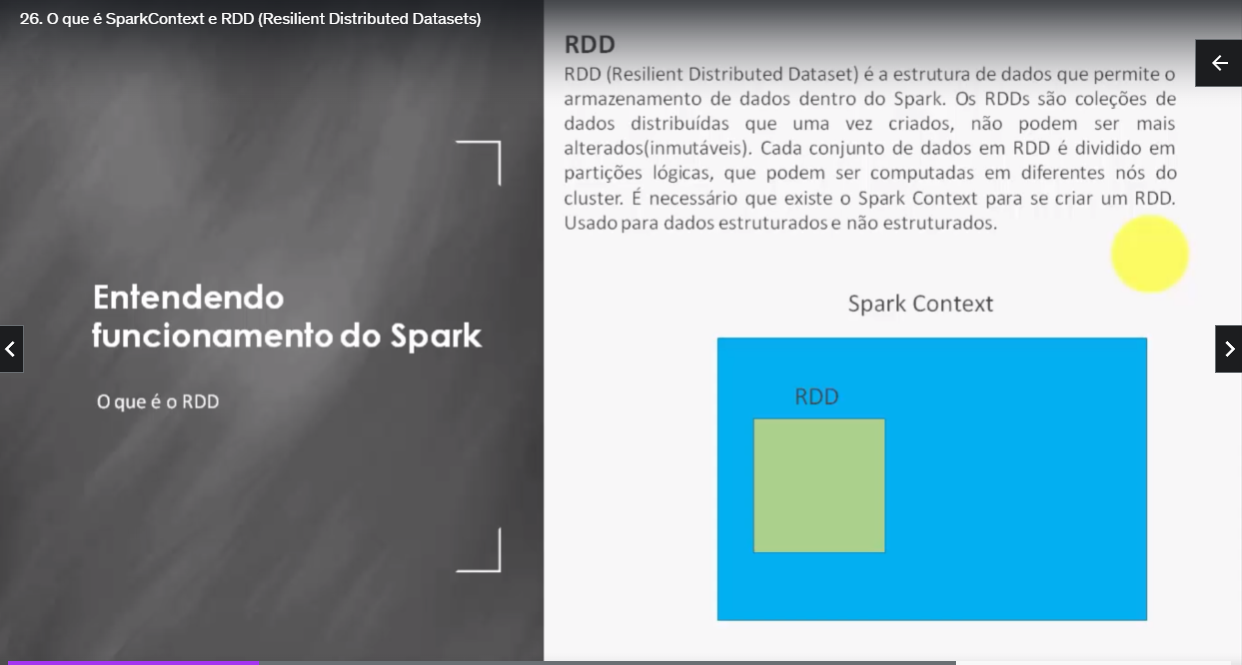 26. O que é SparkContext e RDD (Resilient Distributed Datasets)
Entendendo
funcionamento do Spark
O que é o RDD
RDD
RDD (Resilient Distributed Dataset) é a estrutura de dados que permite o
armazenamento de dados dentro do Spark. Os RDDs são coleções de
dados distribuídas que uma vez criados, não podem ser mais
alterados(inmutáveis). Cada conjunto de dados em RDD é dividido em
partições lógicas, que podem ser computadas em diferentes nós do
cluster. É necessário que existe o Spark Context para se criar um RDD.
Usado para dados estruturados e não estruturados.
Spark Context
RDD